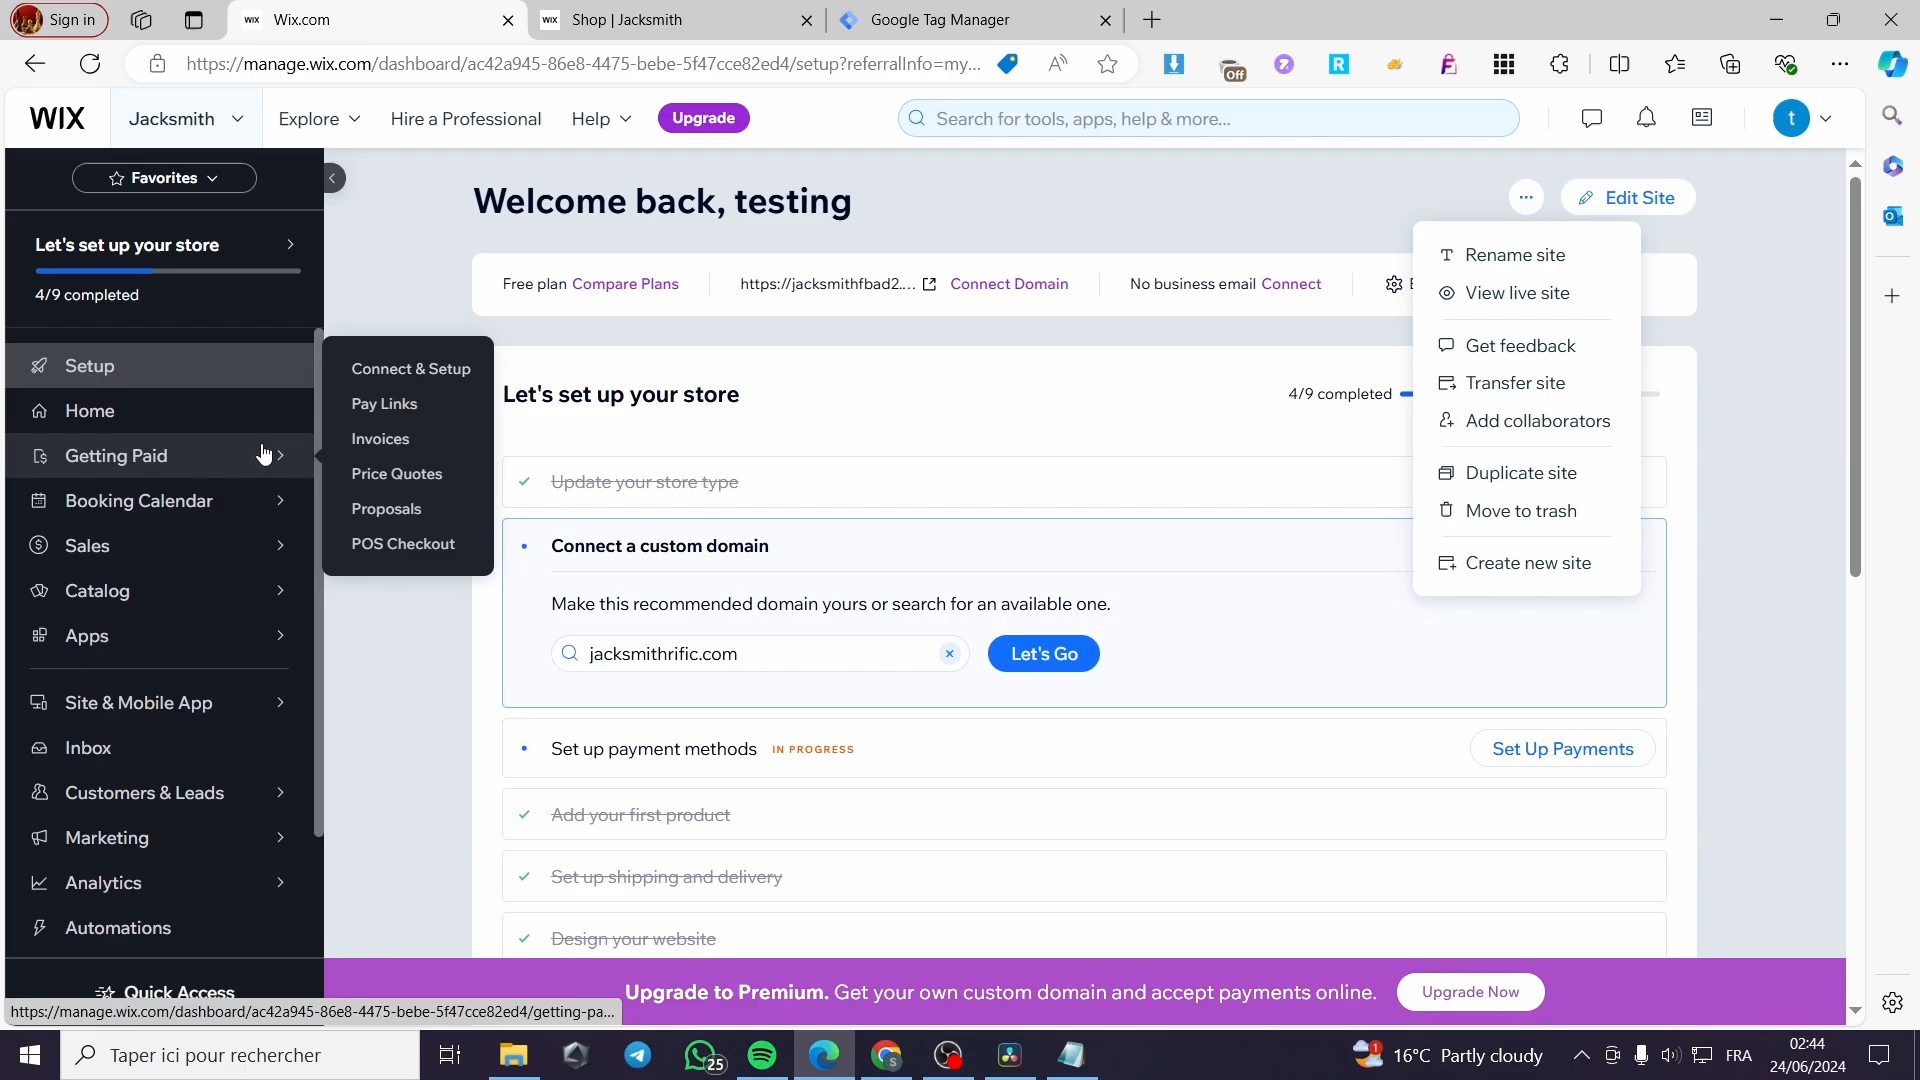 Sign in
WIX Wix.com
WIX Shop | Jacksmith
Google Tag Manager
https://manage.wix.com/dashboard/ac42a945-86e8-4475-bebe-5f47cce82ed4/setup?referralInfo=my...
Off
WIX
Jacksmith
Explore
Hire a Professional
Help
Upgrade
Search for tools, apps, help & more...
t
Favorites
Let's set up your store
4/9 completed
Setup
Home
Getting Paid
Booking Calendar
Sales
Catalog
Apps
Site & Mobile App
Inbox
Customers & Leads
Marketing
Analytics
Automations
Quick Access
https://manage.wix.com/dashboard/ac42a945-86e8-4475-bebe-5f47cce82ed4/getting-pa...
Connect & Setup
Pay Links
Invoices
Price Quotes
Proposals
POS Checkout
Welcome back, testing
Edit Site
Free plan Compare Plans
https://jacksmithfbad2.... Connect Domain
No business email Connect
Rename site
View live site
Get feedback
Transfer site
Add collaborators
Duplicate site
Move to trash
Create new site
Let's set up your store
4/9 completed
Update your store type
Connect a custom domain
Make this recommended domain yours or search for an available one.
jacksmithrific.com
Let's Go
Set up payment methods IN PROGRESS
Set Up Payments
Add your first product
Set up shipping and delivery
Design your website
Upgrade to Premium. Get your own custom domain and accept payments online.
Upgrade Now
Taper ici pour rechercher
25
S
1
16°C Partly cloudy
FRA
02:44
24/06/2024